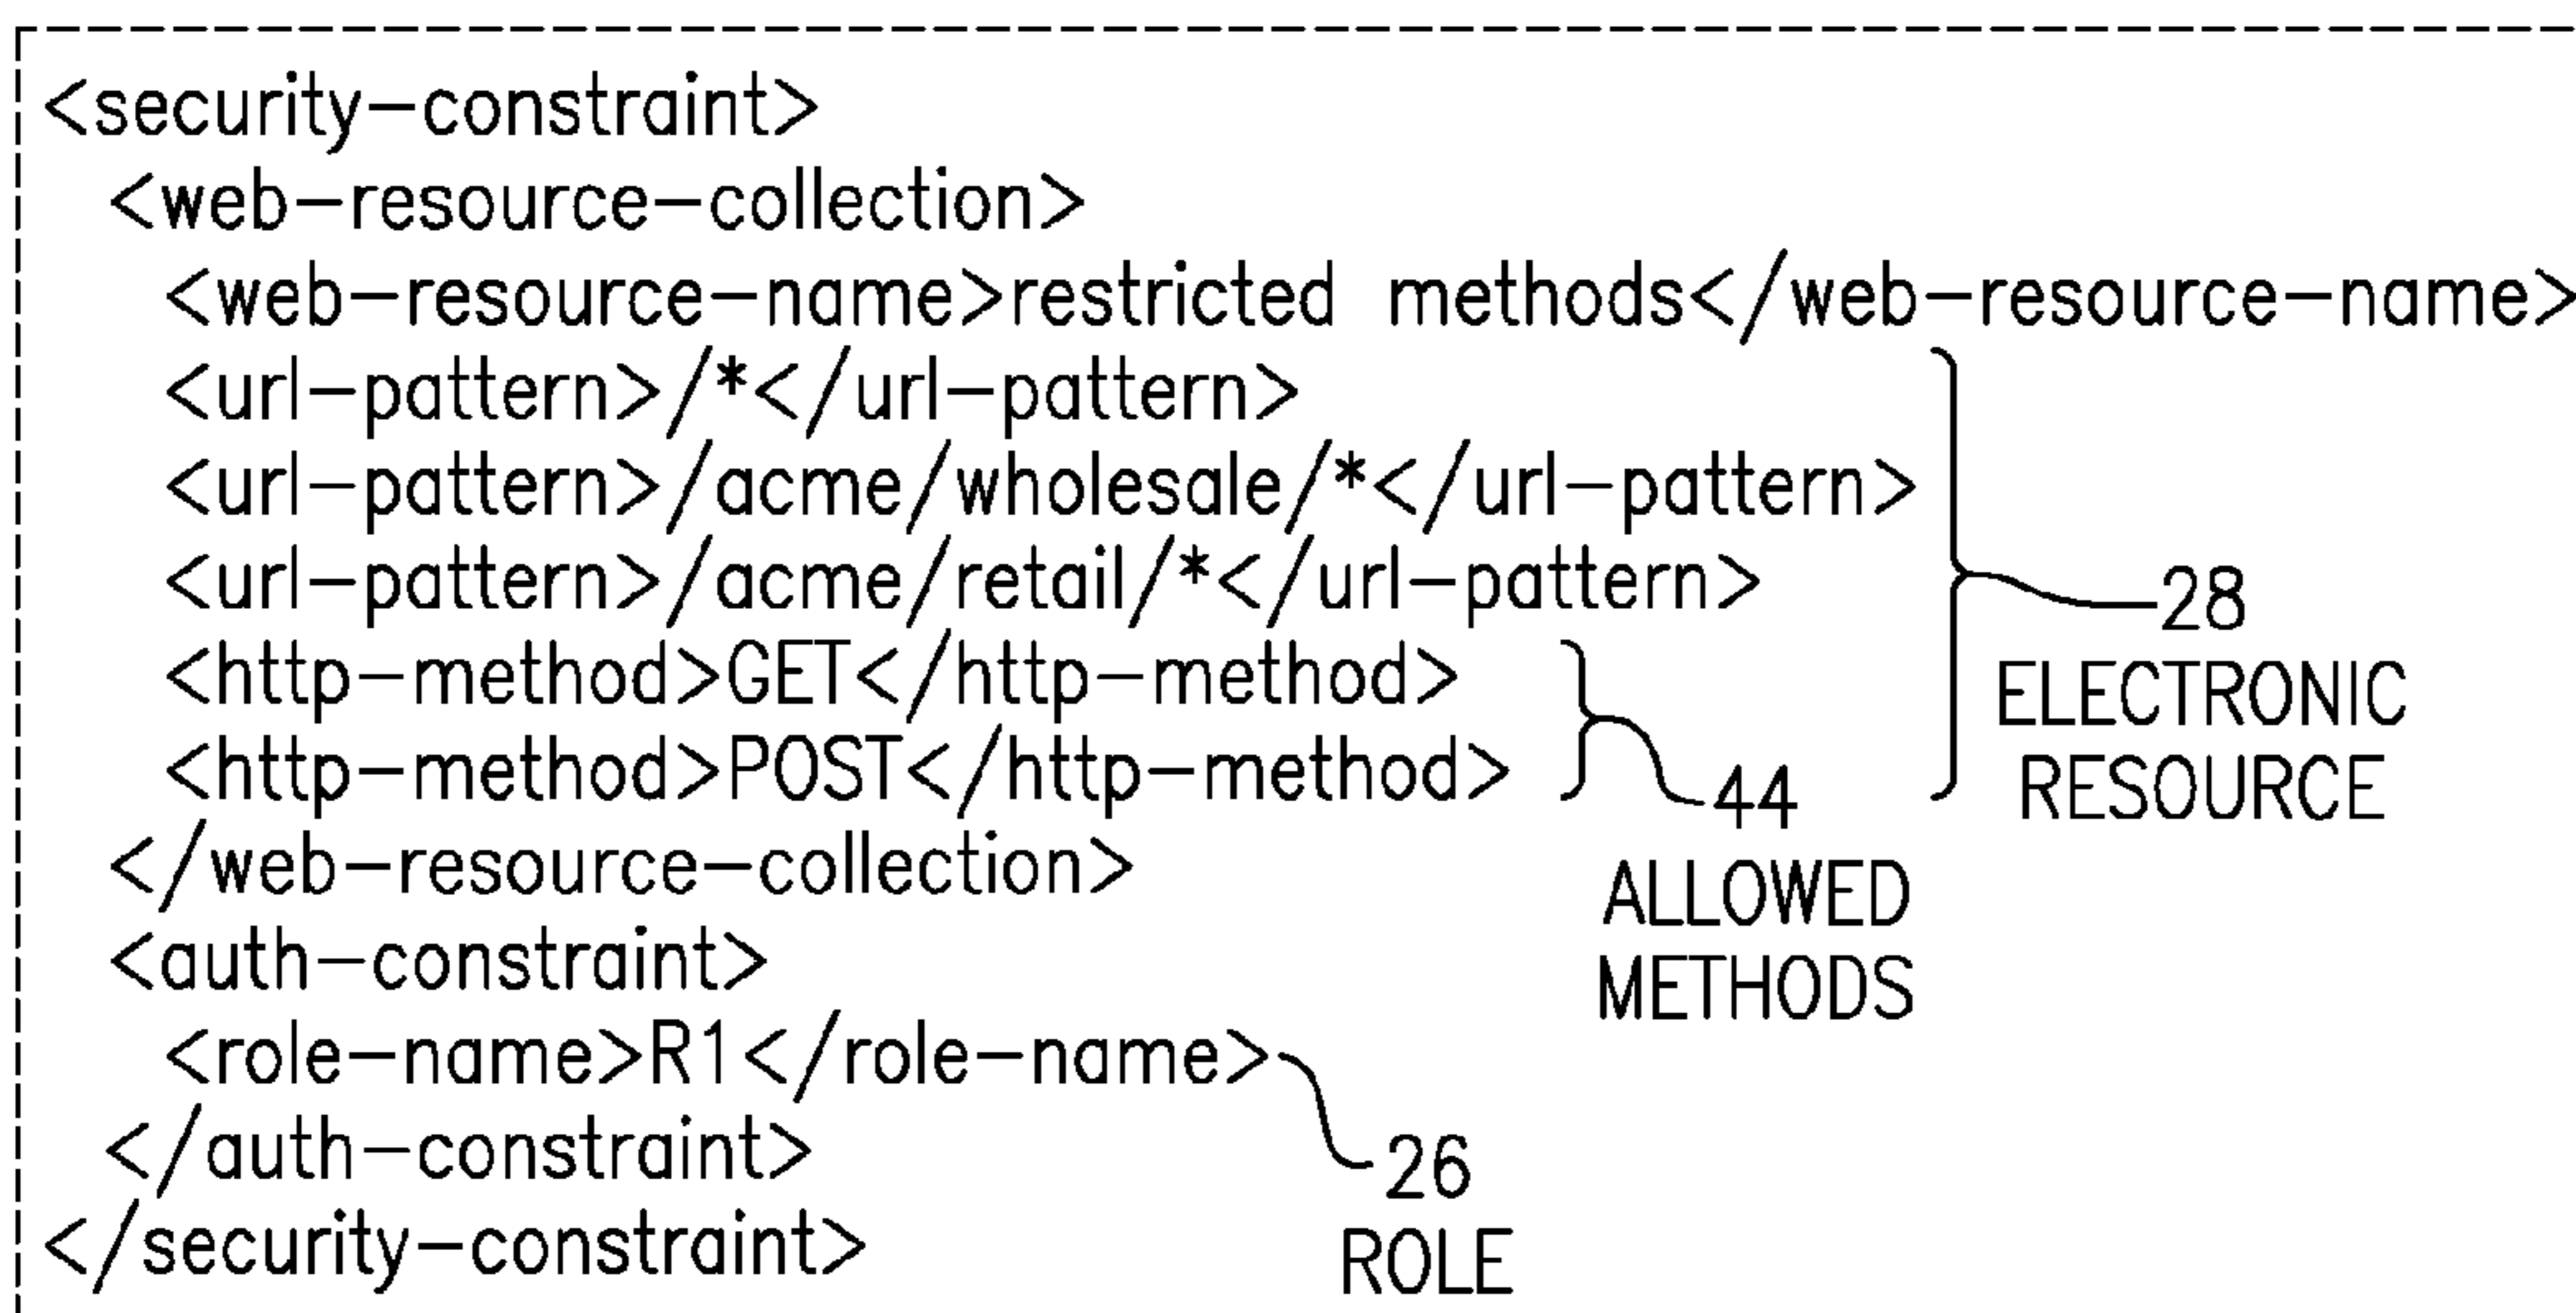 <security-constraint>
<web-resource-collection>
<web-resource-name>restricted methods</web-resource-name>
<url-pattern>/*</url-pattern>
<url-pattern>/acme/wholesale/*</url-pattern>
<url-pattern>/acme/retail/*</url-pattern>
<http-method>GET</http-method>
<http-method>POST</http-method>
</web-resource-collection>
<auth-constraint>
<role-name>R1</role-name>
</auth-constraint>
</security-constraint>
28
ELECTRONIC
RESOURCE
44
ALLOWED
METHODS
26
ROLE